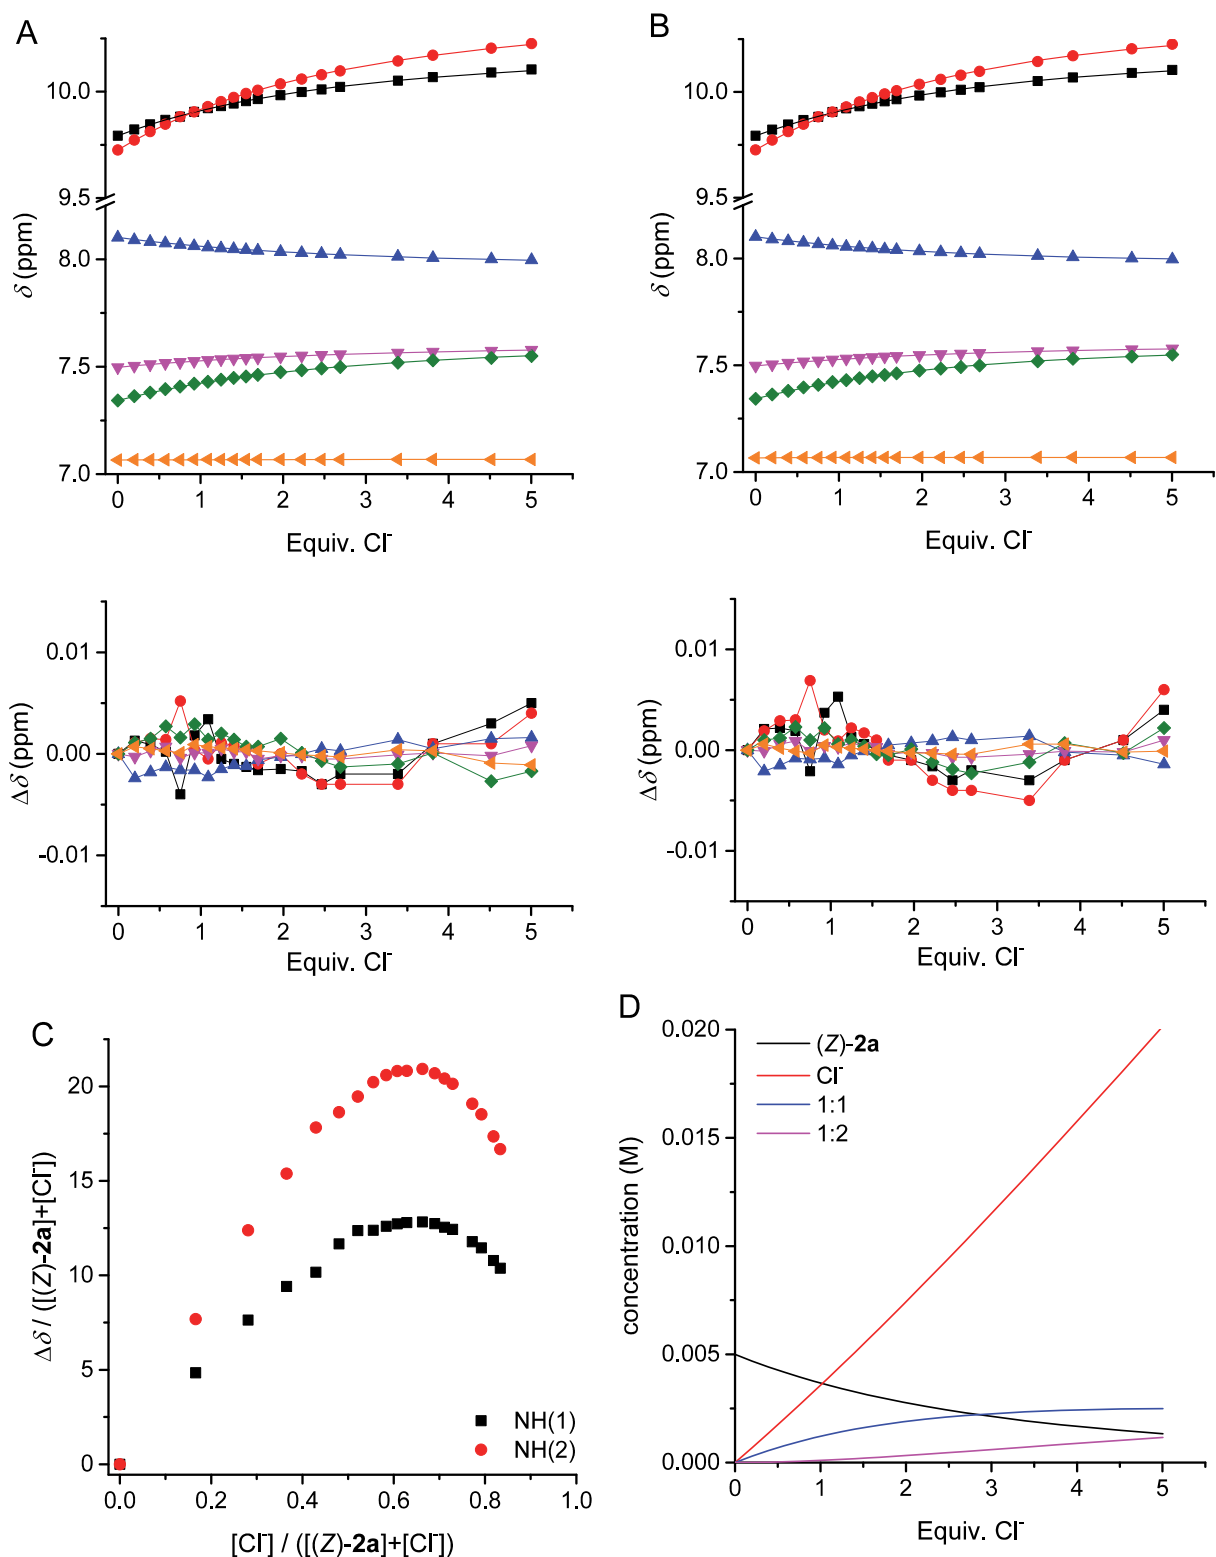 A
10.0
9.5
8.0
7.5
7.0
δ (ppm)
0 1 2 3 4 5
Equiv. Cl⁻
B
10.0
9.5
8.0
7.5
7.0
δ (ppm)
0 1 2 3 4 5
Equiv. Cl⁻
0.01
0.00
-0.01
Δδ (ppm)
0 1 2 3 4 5
Equiv. Cl⁻
0.01
0.00
-0.01
Δδ (ppm)
0 1 2 3 4 5
Equiv. Cl⁻
C
20
15
10
5
0
Δδ / ([(Z)-2a]+[Cl⁻])
NH(1)
NH(2)
0.0 0.2 0.4 0.6 0.8 1.0
[Cl⁻] / ([(Z)-2a]+[Cl⁻])
D
0.020
0.015
0.010
0.005
0.000
concentration (M)
(Z)-2a
Cl⁻
1:1
1:2
0 1 2 3 4 5
Equiv. Cl⁻